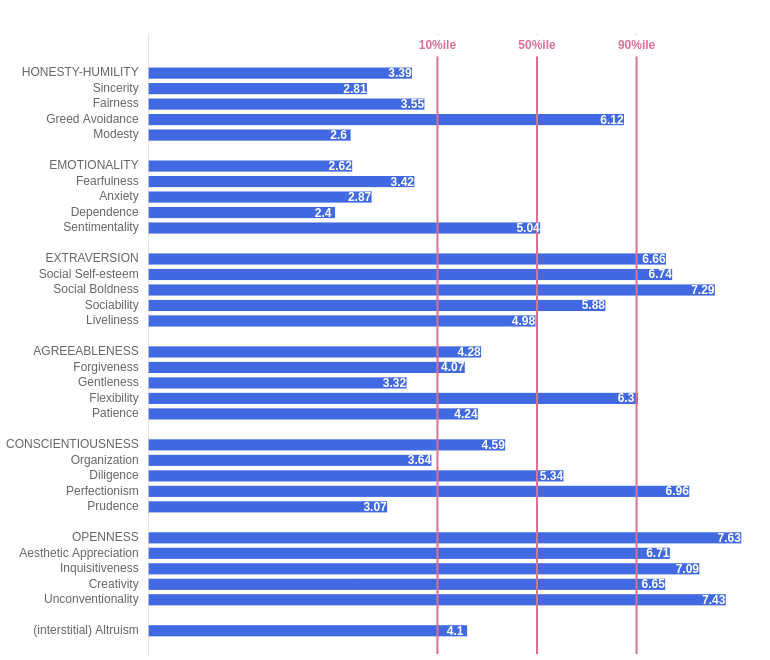 10%ile 50%ile 90%ile
HONESTY-HUMILITY 3.39
Sincerity 2.81
Fairness 3.55
Greed Avoidance 6.12
Modesty 2.6
EMOTIONALITY 2.62
Fearfulness 3.42
Anxiety 2.87
Dependence 2.4
Sentimentality 5.04
EXTRAVERSION 6.66
Social Self-esteem 6.74
Social Boldness 7.29
Sociability 5.88
Liveliness 4.98
AGREEABLENESS 4.28
Forgiveness 4.07
Gentleness 3.32
Flexibility 6.3
Patience 4.24
CONSCIENTIOUSNESS 4.59
Organization 3.64
Diligence 5.34
Perfectionism 6.96
Prudence 3.07
OPENNESS 7.63
Aesthetic Appreciation 6.71
Inquisitiveness 7.09
Creativity 6.65
Unconventionality 7.43
(interstitial) Altruism 4.1